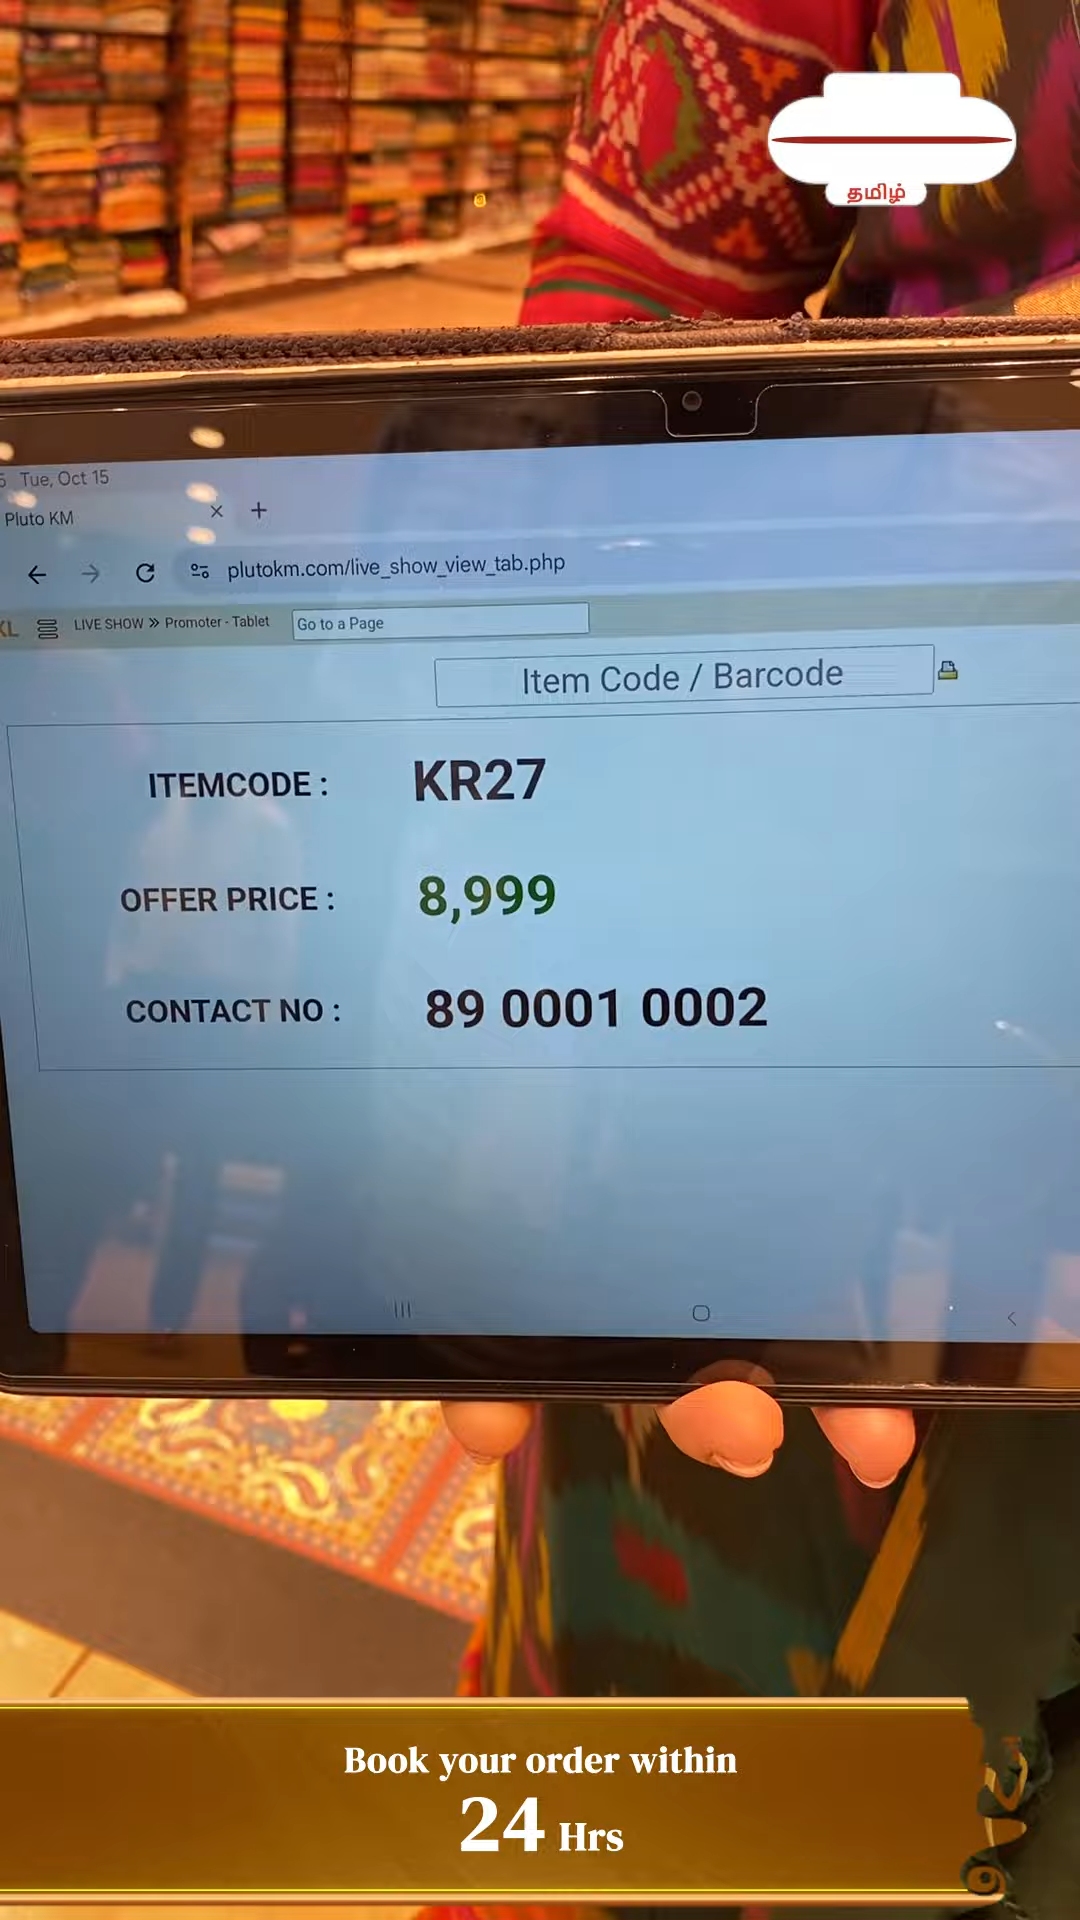 தமிழ்
Tue, Oct 15
Pluto KM
plutokm.com/live_show_view_tab.php
LIVE SHOW » Promoter - Tablet Go to a Page
Item Code / Barcode
ITEMCODE : KR27
OFFER PRICE : 8,999
CONTACT NO : 89 0001 0002
Book your order within
24 Hrs